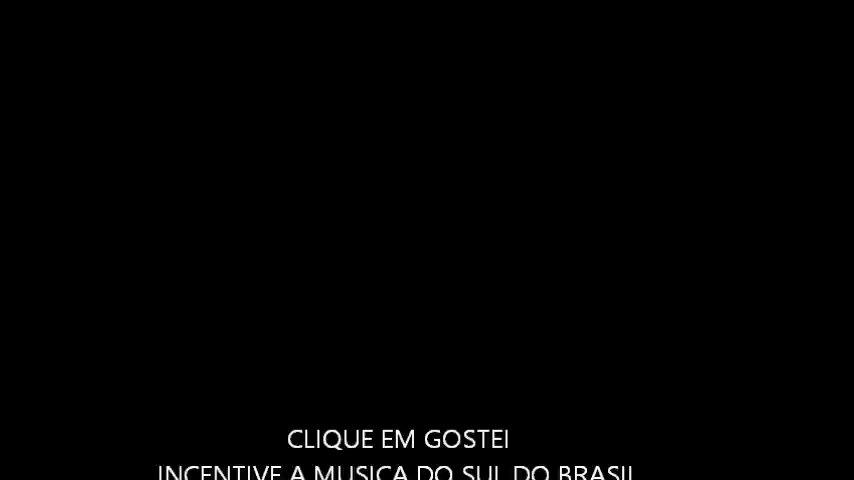 CLIQUE EM GOSTEI
INCENTIVE A MUSICA DO SUL DO BRASIL